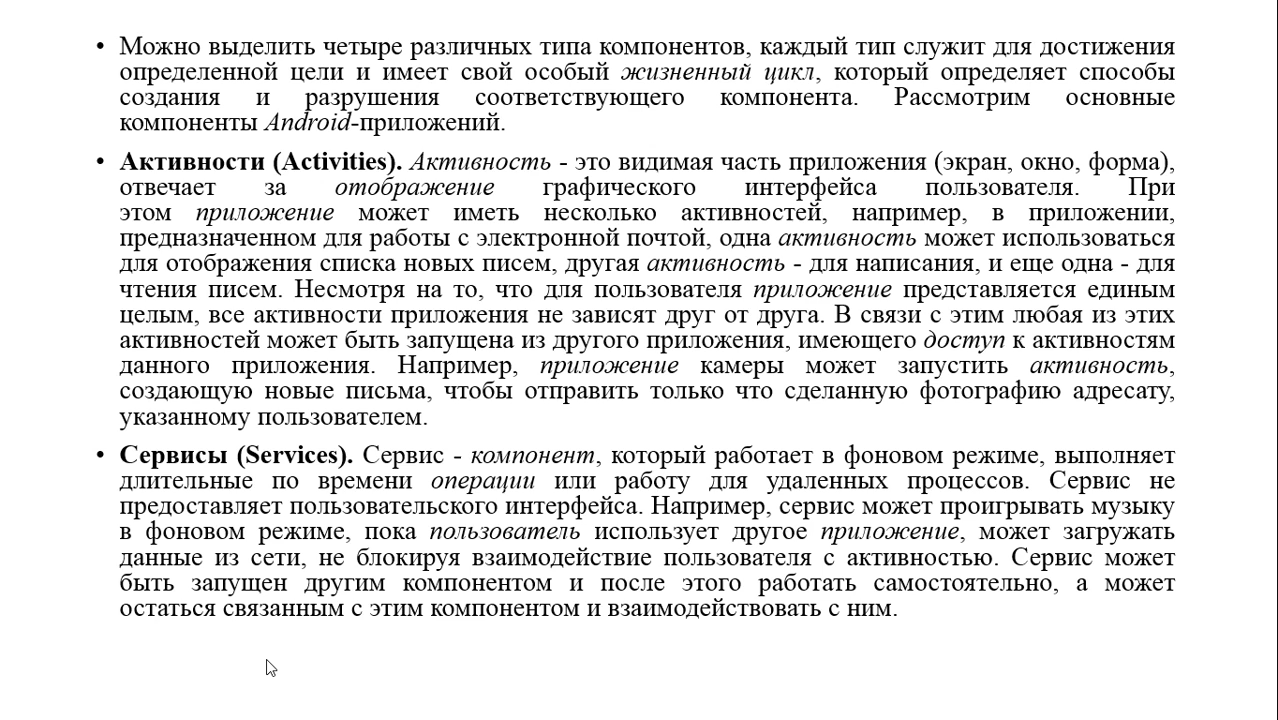 • Можно выделить четыре различных типа компонентов, каждый тип служит для достижения
определенной цели и имеет свой особый жизненный цикл, который определяет способы
создания и разрушения соответствующего компонента. Рассмотрим основные
компоненты Android-приложений.
• Активности (Activities). Активность - это видимая часть приложения (экран, окно, форма),
отвечает за отображение графического интерфейса пользователя. При
этом приложение может иметь несколько активностей, например, в приложении,
предназначенном для работы с электронной почтой, одна активность может использоваться
для отображения списка новых писем, другая активность - для написания, и еще одна - для
чтения писем. Несмотря на то, что для пользователя приложение представляется единым
целым, все активности приложения не зависят друг от друга. В связи с этим любая из этих
активностей может быть запущена из другого приложения, имеющего доступ к активностям
данного приложения. Например, приложение камеры может запустить активность,
создающую новые письма, чтобы отправить только что сделанную фотографию адресату,
указанному пользователем.
• Сервисы (Services). Сервис - компонент, который работает в фоновом режиме, выполняет
длительные по времени операции или работу для удаленных процессов. Сервис не
предоставляет пользовательского интерфейса. Например, сервис может проигрывать музыку
в фоновом режиме, пока пользователь использует другое приложение, может загружать
данные из сети, не блокируя взаимодействие пользователя с активностью. Сервис может
быть запущен другим компонентом и после этого работать самостоятельно, а может
остаться связанным с этим компонентом и взаимодействовать с ним.